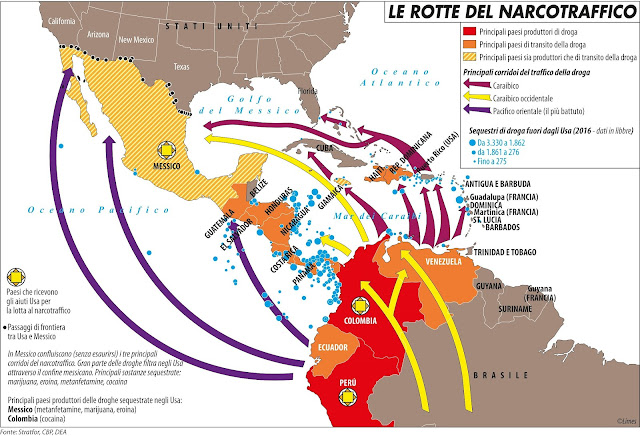 LE ROTTE DEL NARCOTRAFFICO
Principali paesi produttori di droga
Principali paesi di transito della droga
Principali paesi sia produttori che di transito della droga
Principali corridoi del traffico della droga
Caraibico
Caraibico occidentale
Pacifico orientale (il più battuto)
Sequestri di droga fuori dagli Usa (2016 - dati in libbre)
Da 3.330 a 1.862
da 1.861 a 276
Fino a 275
California
STATI UNITI
Arizona
New Mexico
Texas
Florida
Oceano
Atlantico
Golfo
del Messico
MESSICO
CUBA
HAITI
REP. DOMINICANA
Puerto Rico (USA)
GIAMAICA
BELIZE
HONDURAS
GUATEMALA
EL SALVADOR
NICARAGUA
COSTA RICA
PANAMÁ
Mar dei Caraibi
Oceano Pacifico
ANTIGUA E BARBUDA
Guadalupa (FRANCIA)
DOMINICA
Martinica (FRANCIA)
ST. LUCIA
BARBADOS
TRINIDAD E TOBAGO
VENEZUELA
GUYANA
Guyana
(FRANCIA)
SURINAME
COLOMBIA
ECUADOR
PERÚ
BRASILE
Paesi che ricevono
gli aiuti Usa per
la lotta al narcotraffico
Passaggi di frontiera
tra Usa e Messico
In Messico confluiscono (senza esaurirsi) i tre principali
corridoi del narcotraffico. Gran parte delle droghe filtra negli Usa
attraverso il confine messicano. Principali sostanze sequestrate:
marijuana, eroina, metanfetamine, cocaina
Principali paesi produttori delle droghe sequestrate negli Usa:
Messico (metanfetamine, marijuana, eroina)
Colombia (cocaina)
Fonte: Stratfor, CBP, DEA
©Limes